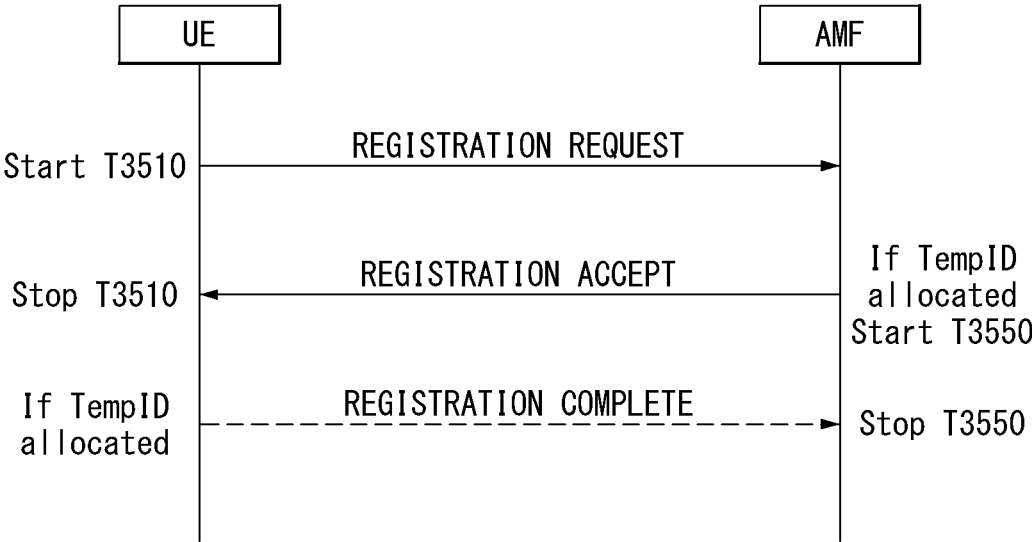 UE
AMF
REGISTRATION REQUEST
Start T3510
REGISTRATION ACCEPT
Stop T3510
If TempID
allocated
Start T3550
REGISTRATION COMPLETE
If TempID
allocated
Stop T3550